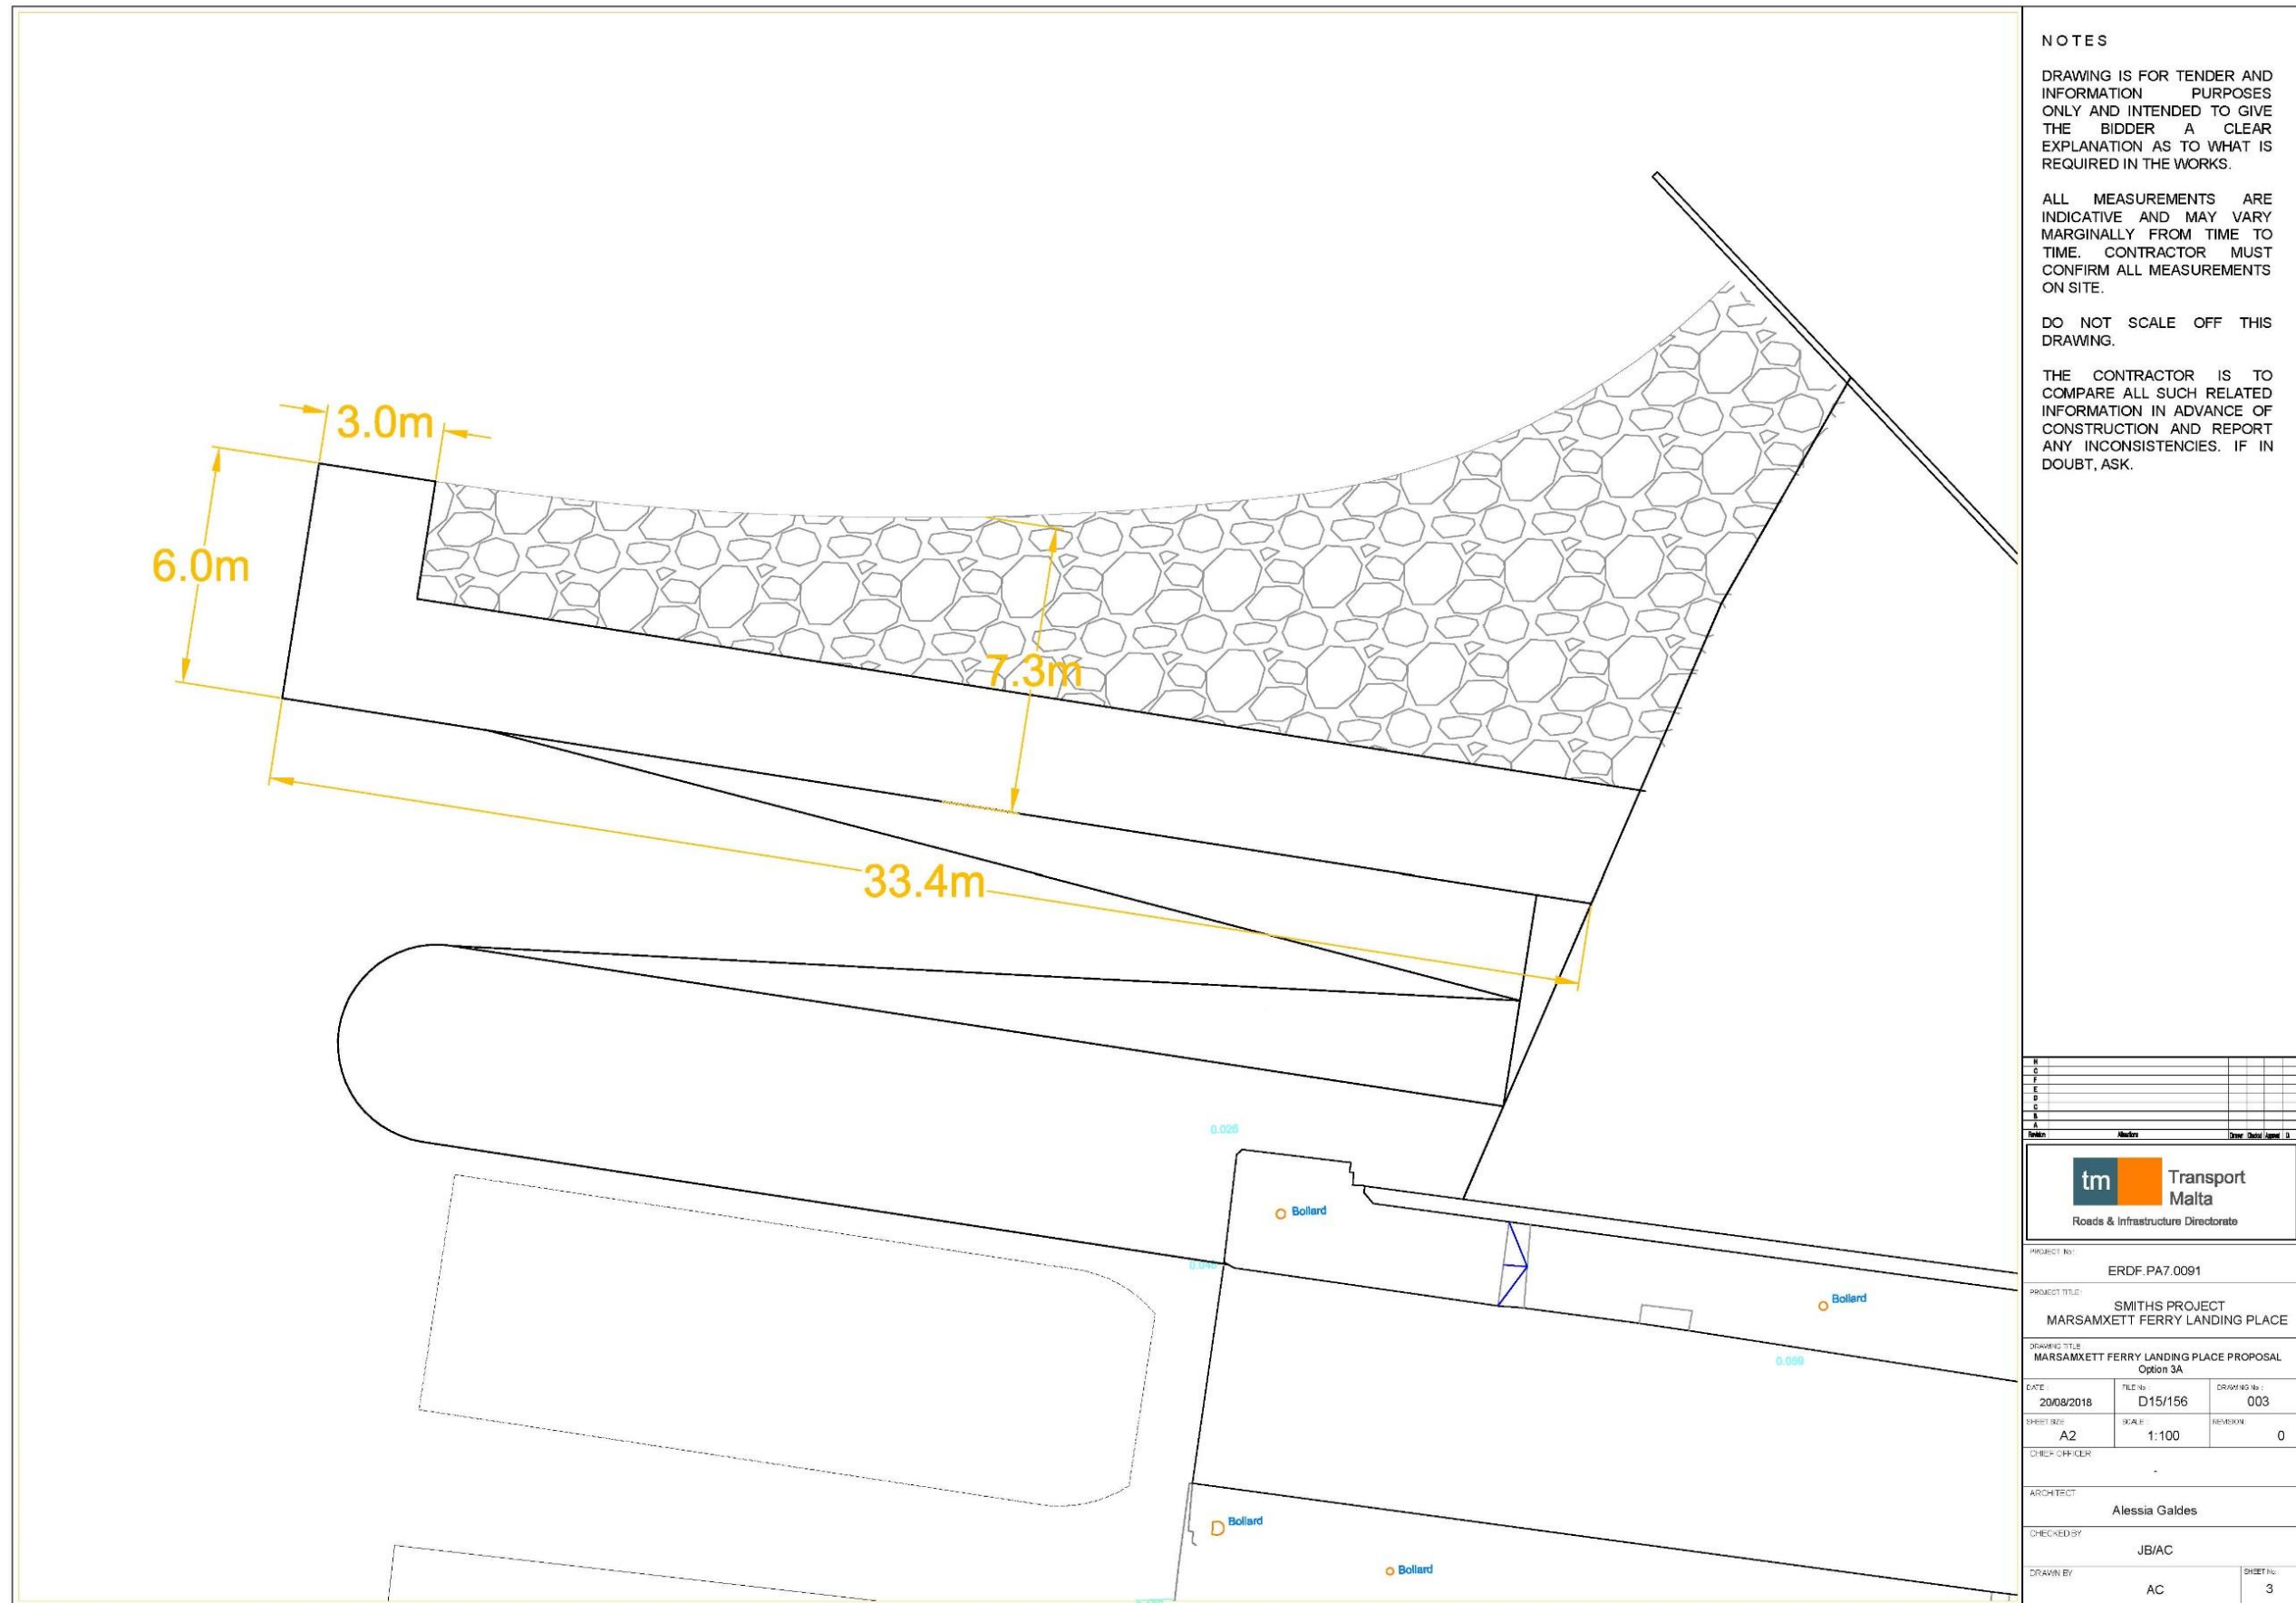 3.0m
6.0m
7.3m
33.4m
0.026
Bollard
Bollard
0.059
Bollard
Bollard
NOTES
DRAWING IS FOR TENDER AND
INFORMATION PURPOSES
ONLY AND INTENDED TO GIVE
THE BIDDER A CLEAR
EXPLANATION AS TO WHAT IS
REQUIRED IN THE WORKS.
ALL MEASUREMENTS ARE
INDICATIVE AND MAY VARY
MARGINALLY FROM TIME TO
TIME. CONTRACTOR MUST
CONFIRM ALL MEASUREMENTS
ON SITE.
DO NOT SCALE OFF THIS
DRAWING.
THE CONTRACTOR IS TO
COMPARE ALL SUCH RELATED
INFORMATION IN ADVANCE OF
CONSTRUCTION AND REPORT
ANY INCONSISTENCIES. IF IN
DOUBT, ASK.
H
G
F
E
D
C
B
A
Revision Alterations Drawn Checked Approved D
tm Transport
Malta
Roads & Infrastructure Directorate
PROJECT No:
ERDF.PA7.0091
PROJECT TITLE:
SMITHS PROJECT
MARSAMXETT FERRY LANDING PLACE
DRAWING TITLE
MARSAMXETT FERRY LANDING PLACE PROPOSAL
Option 3A
DATE : FILE No : DRAWING No :
20/08/2018 D15/156 003
SHEET SIZE SCALE : REVISION:
A2 1:100 0
CHIEF OFFICER
-
ARCHITECT
Alessia Galdes
CHECKED BY
JB/AC
DRAWN BY SHEET No :
AC 3